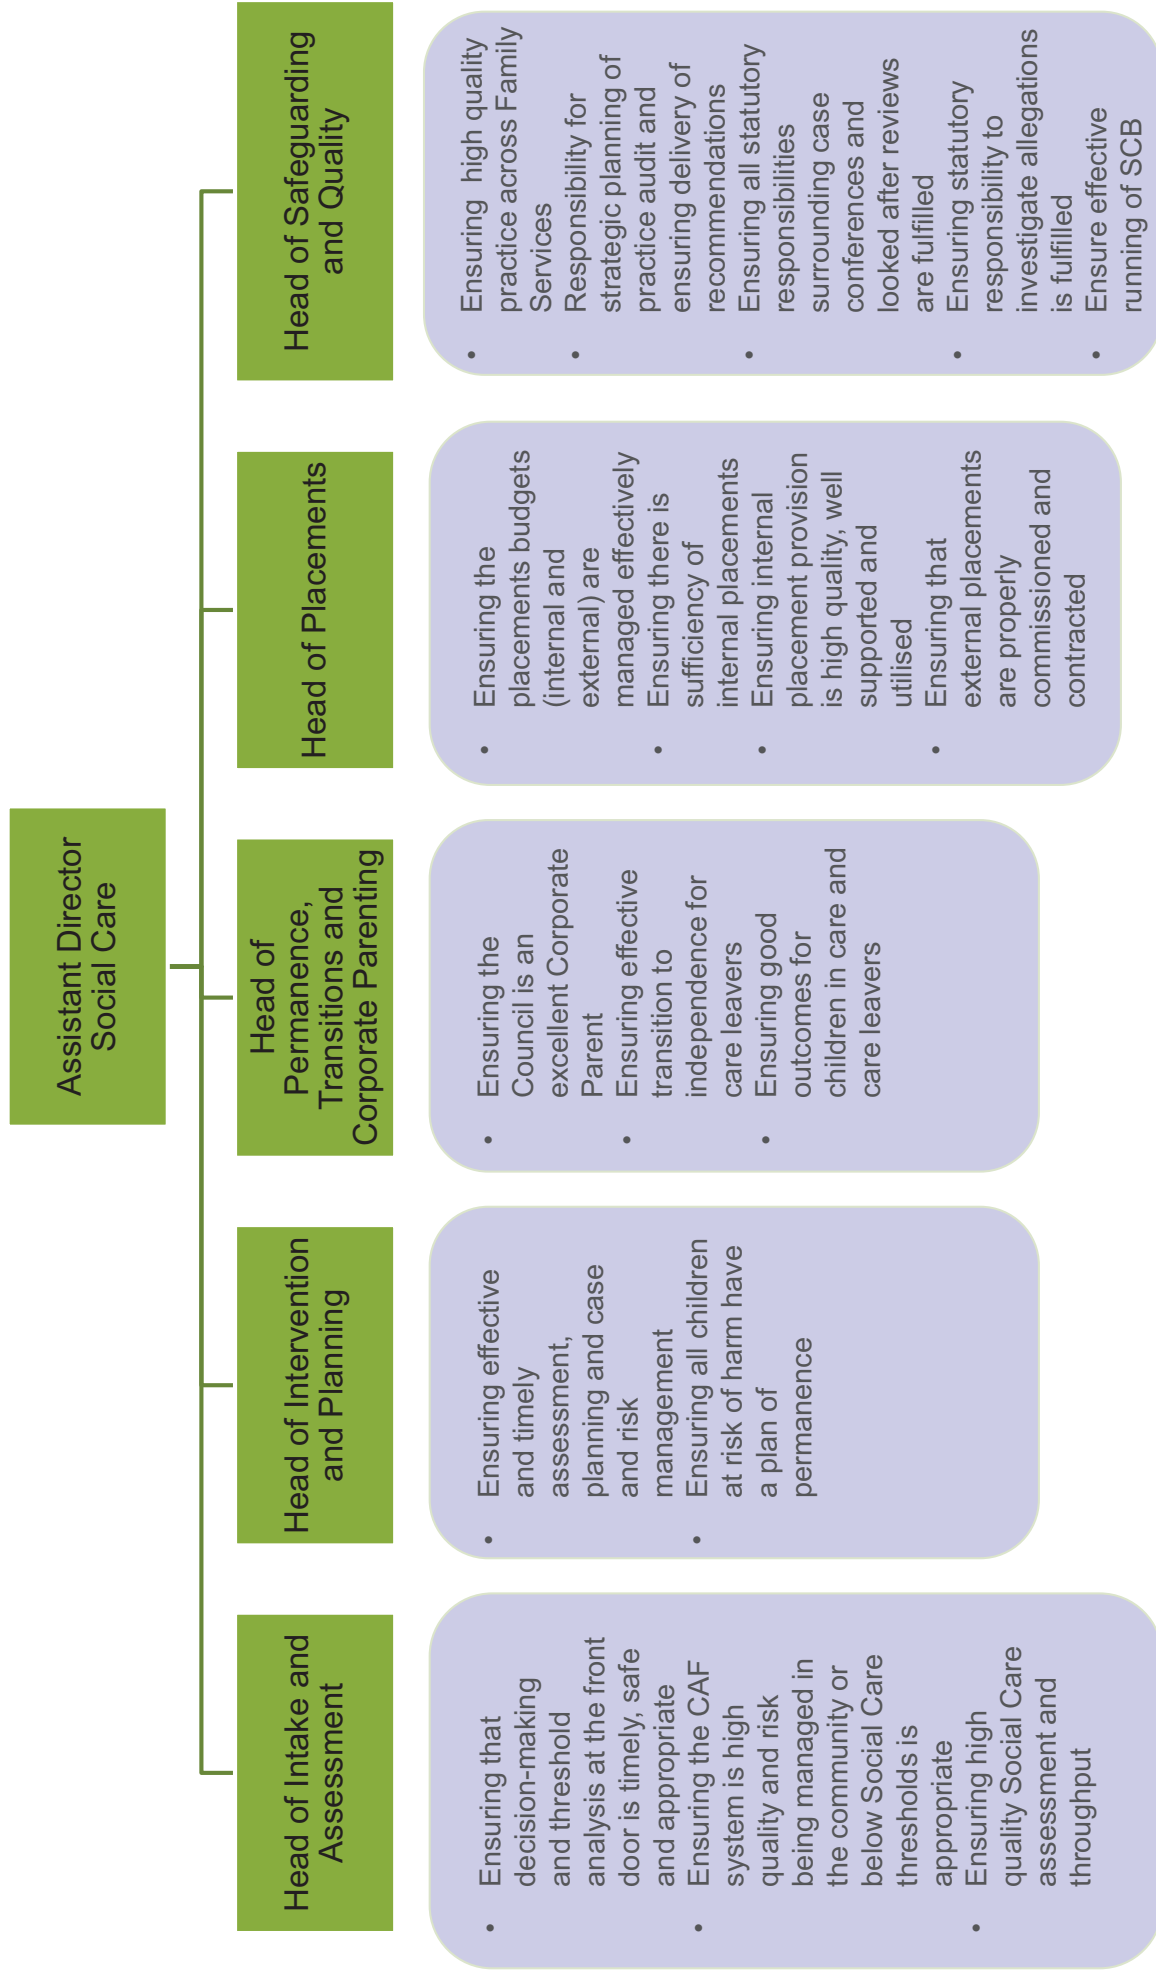 Assistant Director
Social Care
Head of Intake and
Assessment
Ensuring that
decision-making
and threshold
analysis at the front
door is timely, safe
and appropriate
Ensuring the CAF
system is high
quality and risk
being managed in
the community or
below Social Care
thresholds is
appropriate
Ensuring high
quality Social Care
assessment and
throughput
Head of Intervention
and Planning
Ensuring effective
and timely
assessment,
planning and case
and risk
management
Ensuring all children
at risk of harm have
a plan of
permanence
Head of
Permanence,
Transitions and
Corporate Parenting
Ensuring the
Council is an
excellent Corporate
Parent
Ensuring effective
transition to
independence for
care leavers
Ensuring good
outcomes for
children in care and
care leavers
Head of Placements
Ensuring the
placements budgets
(internal and
external) are
managed effectively
Ensuring there is
sufficiency of
internal placements
Ensuring internal
placement provision
is high quality, well
supported and
utilised
Ensuring that
external placements
are properly
commissioned and
contracted
Head of Safeguarding
and Quality
Ensuring high quality
practice across Family
Services
Responsibility for
strategic planning of
practice audit and
ensuring delivery of
recommendations
Ensuring all statutory
responsibilities
surrounding case
conferences and
looked after reviews
are fulfilled
Ensuring statutory
responsibility to
investigate allegations
is fulfilled
Ensure effective
running of SCB